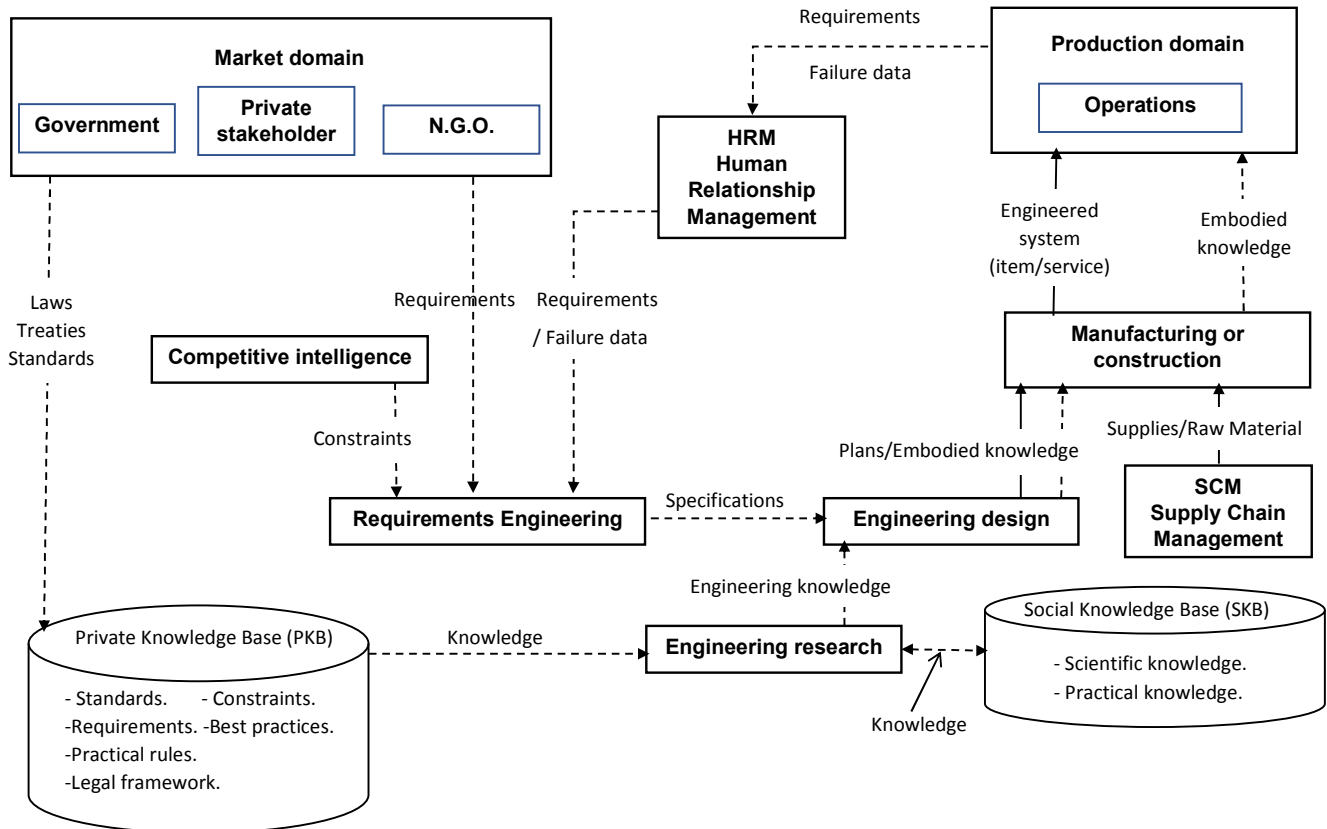 Requirements
Failure data
Market domain
Government
Private
stakeholder
N.G.O.
Production domain
Operations
HRM
Human
Relationship
Management
Engineered
system
(item/service)
Embodied
knowledge
Laws
Treaties
Standards
Requirements
Requirements
/ Failure data
Competitive intelligence
Manufacturing or
construction
Constraints
Plans/Embodied knowledge
Supplies/Raw Material
SCM
Supply Chain
Management
Requirements Engineering
Specifications
Engineering design
Engineering knowledge
Private Knowledge Base (PKB)
- Standards. - Constraints.
-Requirements. -Best practices.
-Practical rules.
-Legal framework.
Knowledge
Engineering research
Knowledge
Social Knowledge Base (SKB)
- Scientific knowledge.
- Practical knowledge.